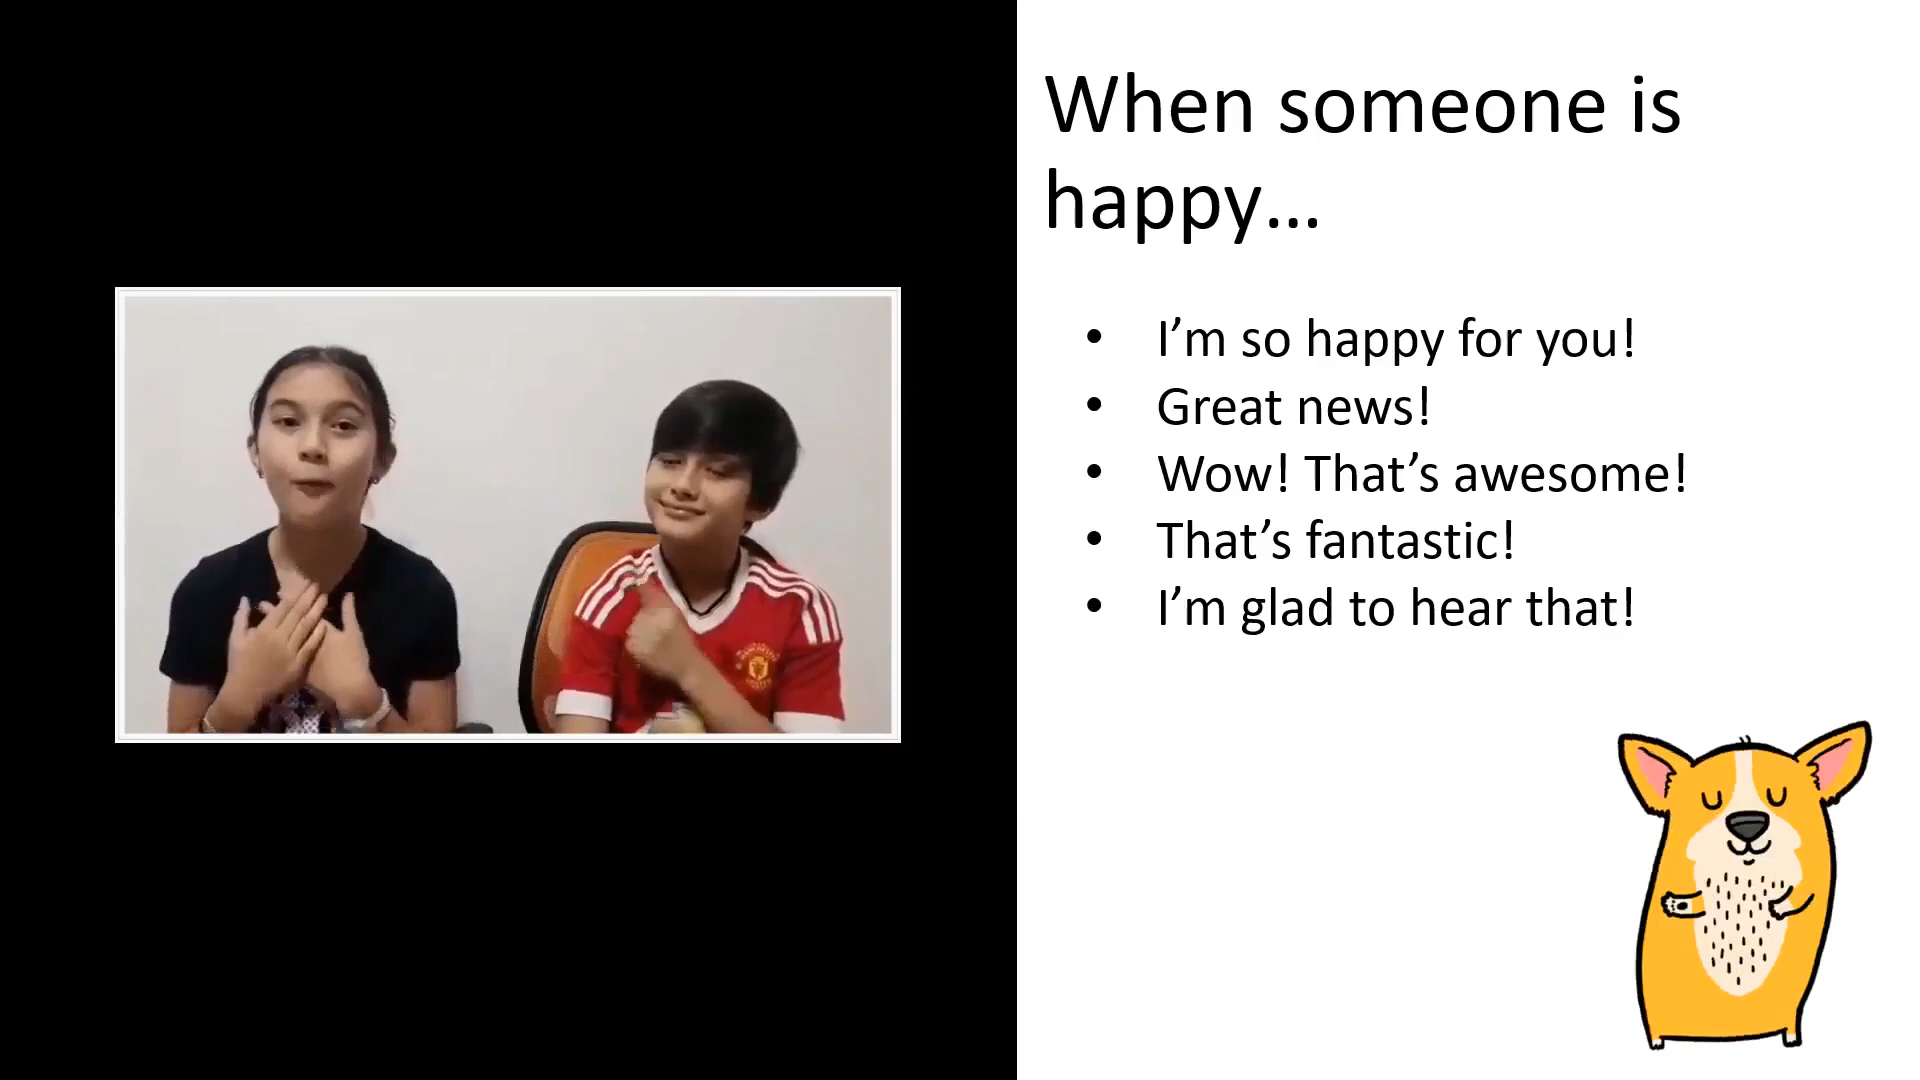 When someone is
happy…
• I’m so happy for you!
• Great news!
• Wow! That’s awesome!
• That’s fantastic!
• I’m glad to hear that!